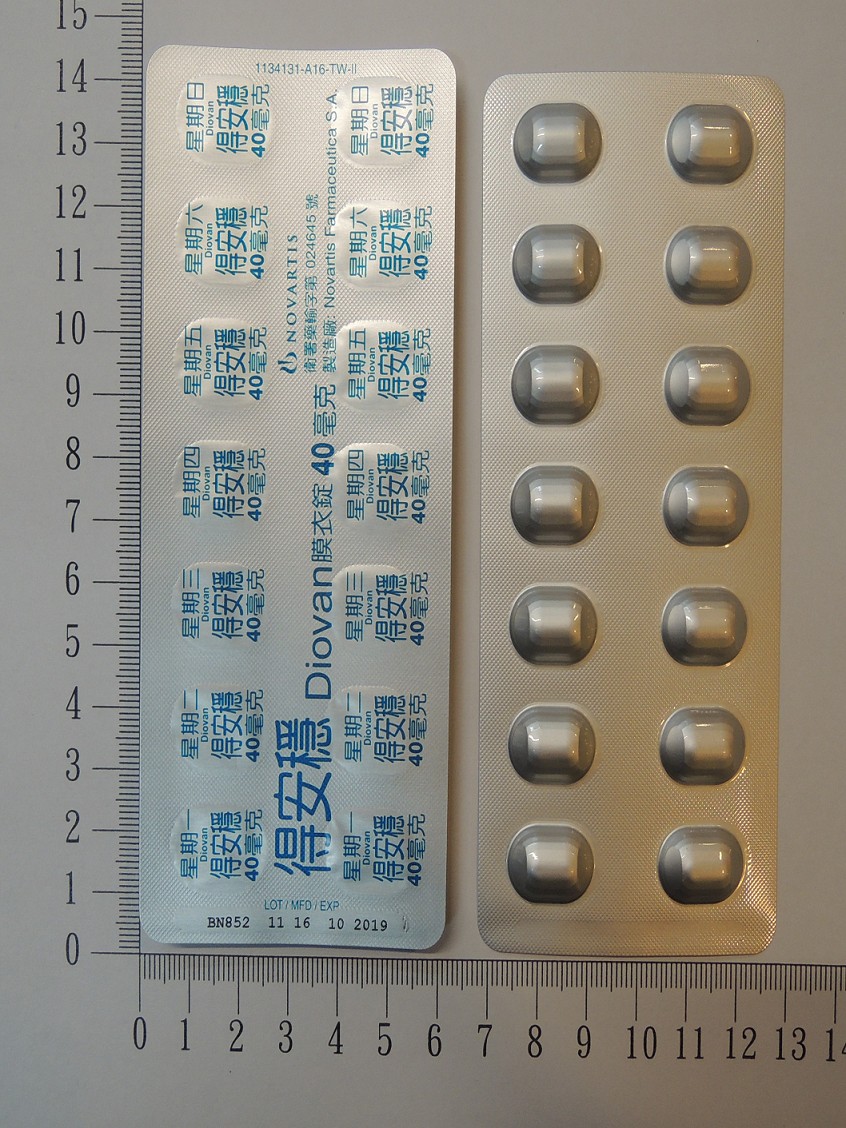 1134131-A16-TW-II
星期日
Diovan
得安穩
40毫克
星期日
Diovan
得安穩
40毫克
星期六
Diovan
得安穩
40毫克
星期六
Diovan
得安穩
40毫克
星期五
Diovan
得安穩
40毫克
星期五
Diovan
得安穩
40毫克
星期四
Diovan
得安穩
40毫克
星期四
Diovan
得安穩
40毫克
星期三
Diovan
得安穩
40毫克
星期三
Diovan
得安穩
40毫克
星期二
Diovan
得安穩
40毫克
星期二
Diovan
得安穩
40毫克
星期一
Diovan
得安穩
40毫克
星期一
Diovan
得安穩
40毫克
得安穩 Diovan膜衣錠 40 毫克
NOVARTIS
衛署藥輸字第 024645 號
製造廠: Novartis Farmaceutica S.A.
LOT / MFD / EXP
BN852 11 16 10 2019
15
14
13
12
11
10
9
8
7
6
5
4
3
2
1
0
0 1 2 3 4 5 6 7 8 9 10 11 12 13 14